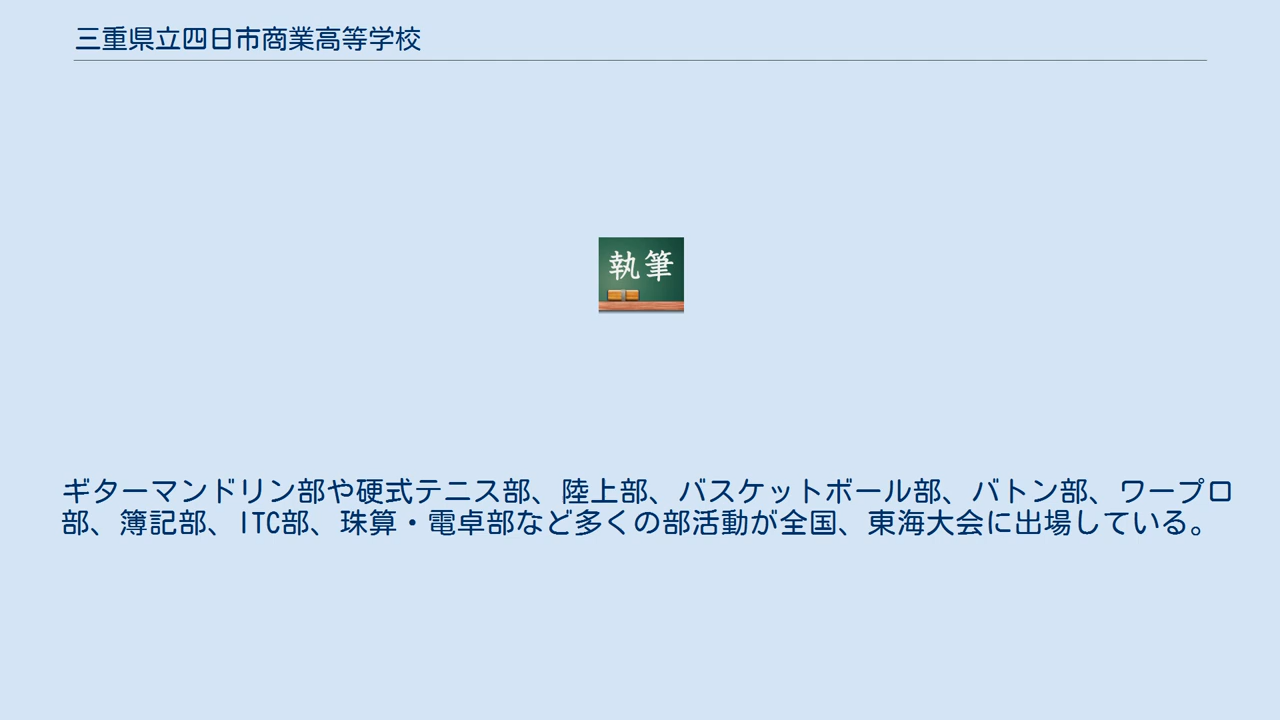 三重県立四日市商業高等学校
執筆
ギターマンドリン部や硬式テニス部、陸上部、バスケットボール部、バトン部、ワープロ
部、簿記部、ITC部、珠算・電卓部など多くの部活動が全国、東海大会に出場している。